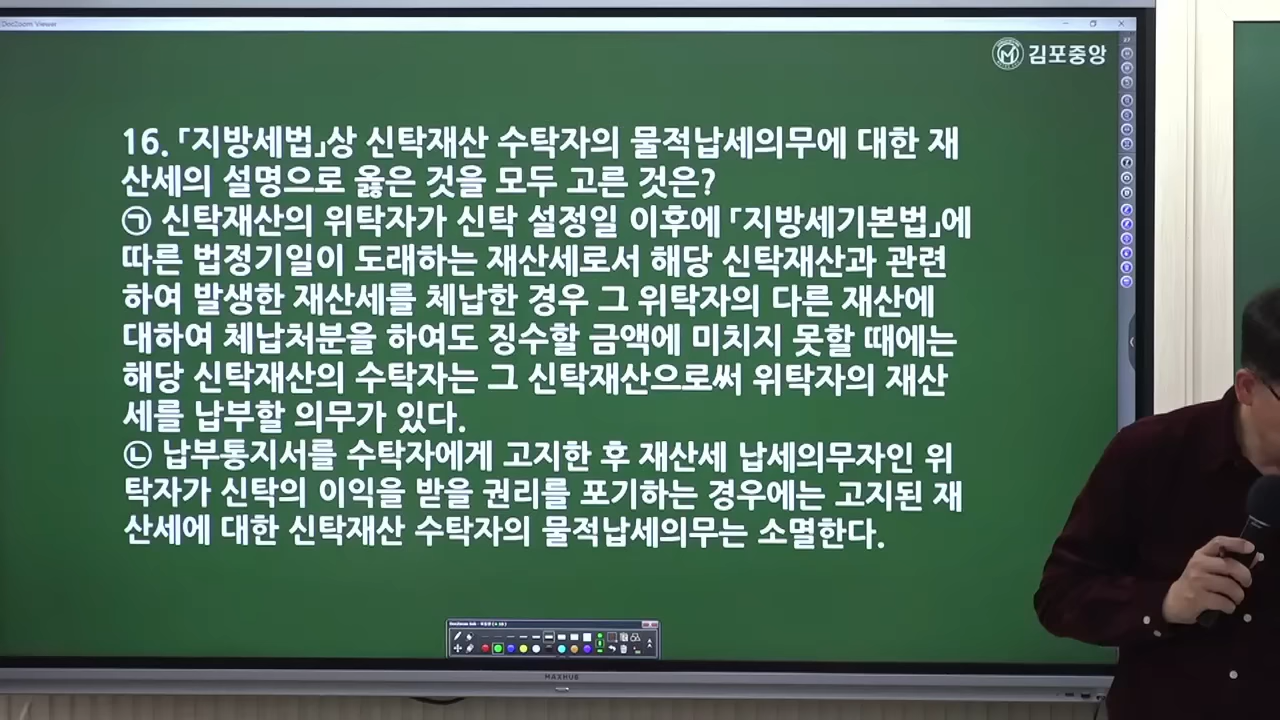 DocZoom Viewer
김포중앙
16. 「지방세법」상 신탁재산 수탁자의 물적납세의무에 대한 재
산세의 설명으로 옳은 것을 모두 고른 것은?
㉠ 신탁재산의 위탁자가 신탁 설정일 이후에 「지방세기본법」에
따른 법정기일이 도래하는 재산세로서 해당 신탁재산과 관련
하여 발생한 재산세를 체납한 경우 그 위탁자의 다른 재산에
대하여 체납처분을 하여도 징수할 금액에 미치지 못할 때에는
해당 신탁재산의 수탁자는 그 신탁재산으로써 위탁자의 재산
세를 납부할 의무가 있다.
㉡ 납부통지서를 수탁자에게 고지한 후 재산세 납세의무자인 위
탁자가 신탁의 이익을 받을 권리를 포기하는 경우에는 고지된 재
산세에 대한 신탁재산 수탁자의 물적납세의무는 소멸한다.
MAXHUB